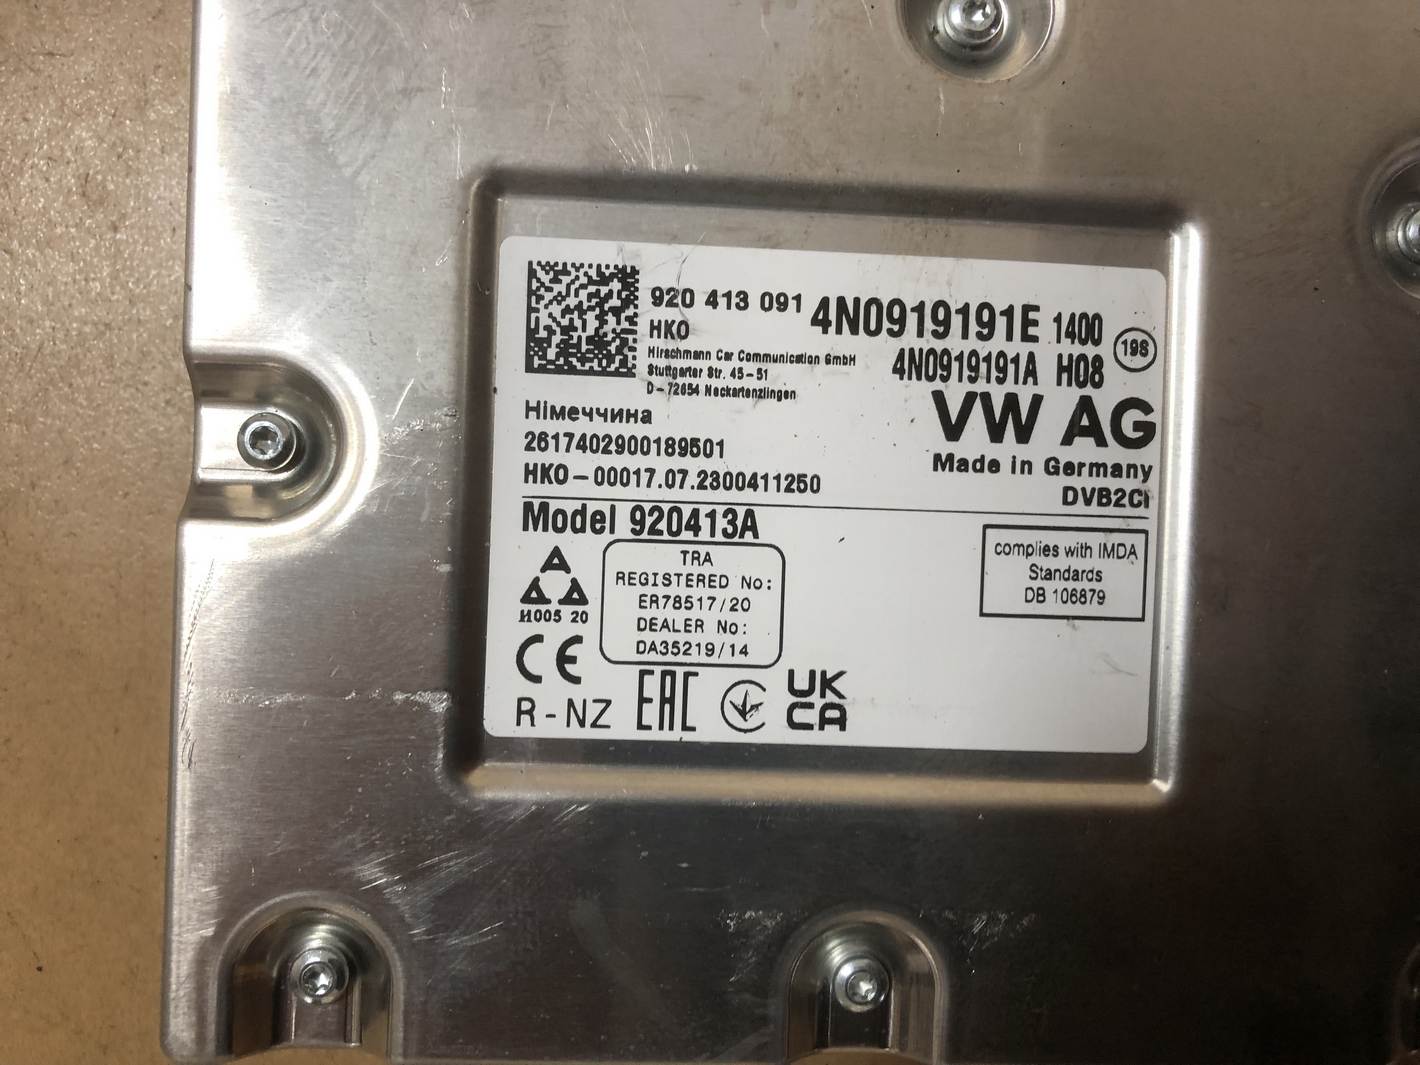 920 413 091 4N0919191E 1400
HKO 4N0919191A H08 198
Hirschmann Car Communication GmbH
Stuttgarter Str. 45-51
D-72654 Neckartenzlingen
VW AG
Німеччина
Made in Germany
2617402900189501
DVB2CI
HKO-00017.07.2300411250
Model 920413A
complies with IMDA
Standards
DB 106879
TRA
REGISTERED No:
ER78517/20
DEALER No:
DA35219/14
И005 20
CE
R-NZ EAC UK
CA